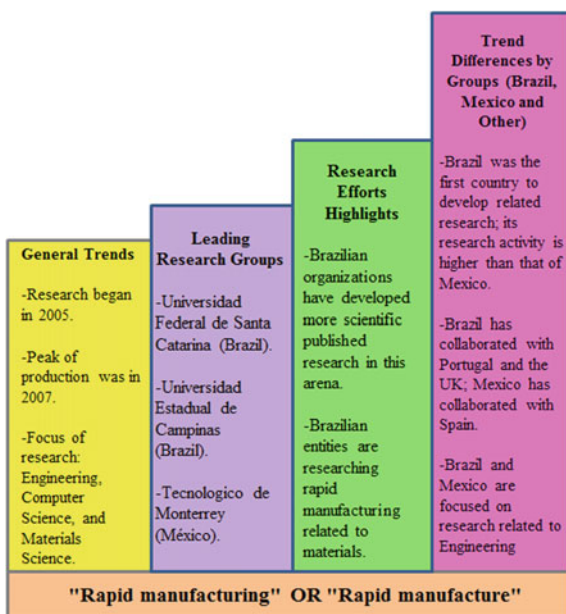 General Trends
-Research began
in 2005.
-Peak of
production was in
2007.
-Focus of
research:
Engineering,
Computer
Science, and
Materials
Science.
Leading
Research Groups
-Universidad
Federal de Santa
Catarina (Brazil).
-Universidad
Estadual de
Campinas
(Brazil).
-Tecnologico de
Monterrey
(México).
Research
Efforts
Highlights
-Brazilian
organizations
have developed
more scientific
published
research in this
arena.
-Brazilian
entities are
researching
rapid
manufacturing
related to
materials.
Trend
Differences by
Groups (Brazil,
Mexico and
Other)
-Brazil was the
first country to
develop related
research; its
research activity is
higher than that of
Mexico.
-Brazil has
collaborated with
Portugal and the
UK; Mexico has
collaborated with
Spain.
-Brazil and
Mexico are
focused on
research related to
Engineering
"Rapid manufacturing" OR "Rapid manufacture"